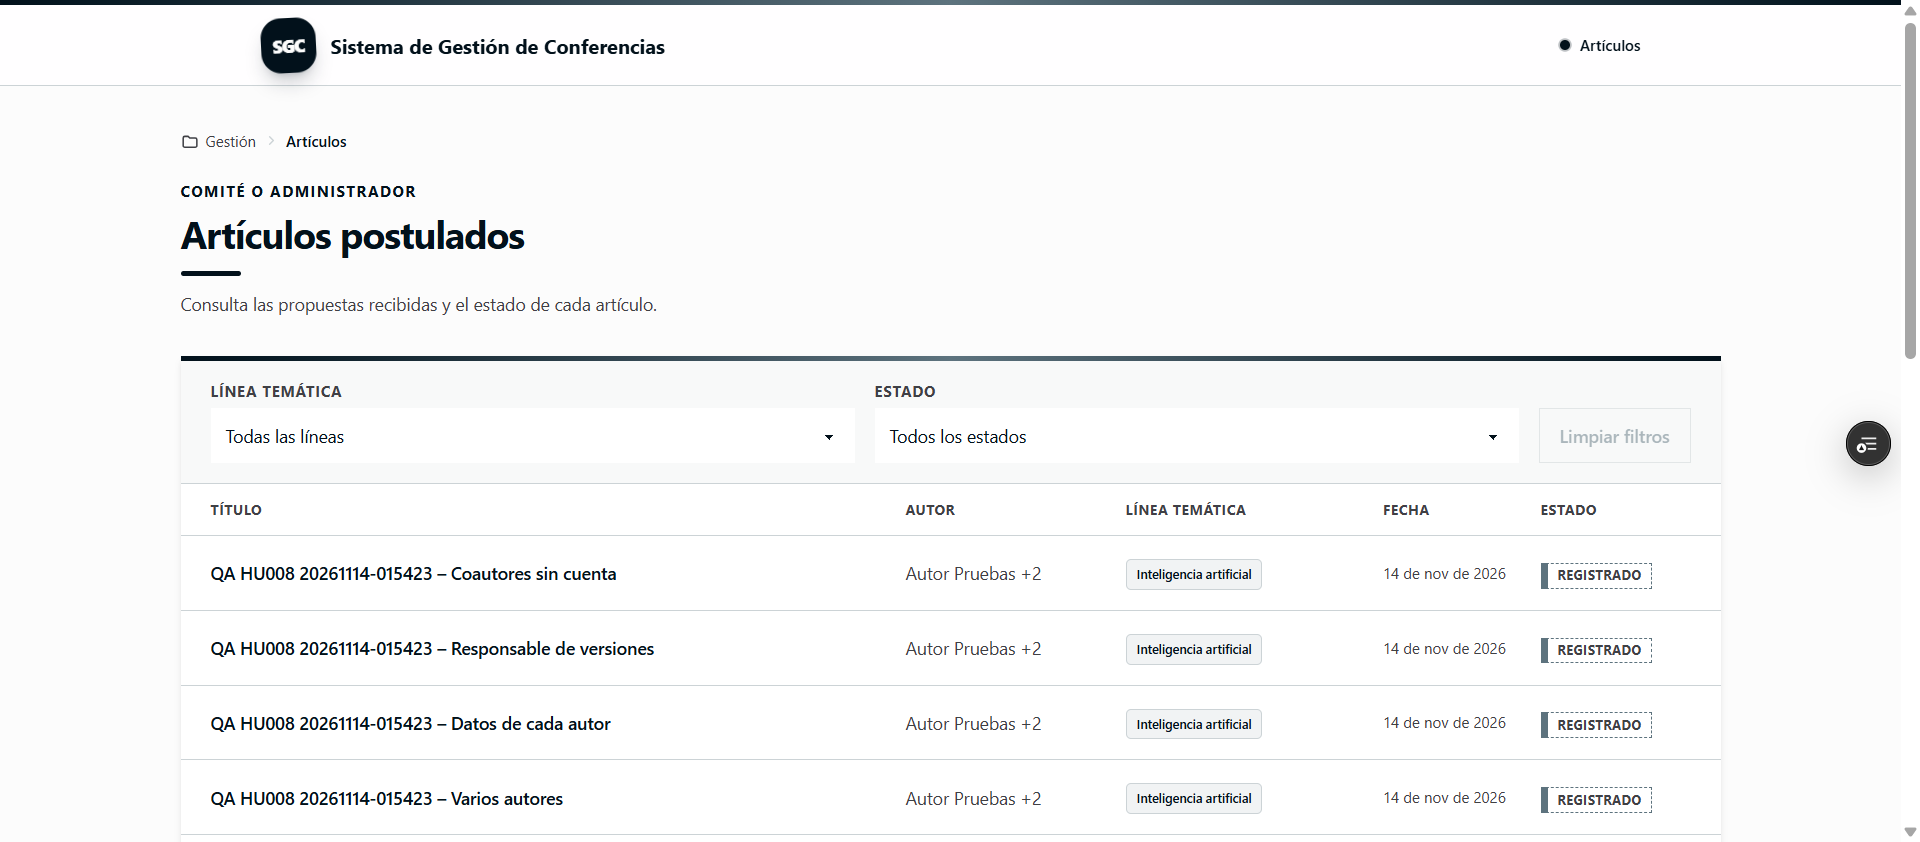 SGC Sistema de Gestión de Conferencias Artículos
Gestión Artículos
COMITÉ O ADMINISTRADOR
Artículos postulados
Consulta las propuestas recibidas y el estado de cada artículo.
LÍNEA TEMÁTICA ESTADO
Todas las líneas Todos los estados Limpiar filtros
TÍTULO AUTOR LÍNEA TEMÁTICA FECHA ESTADO
QA HU008 20261114-015423 – Coautores sin cuenta Autor Pruebas +2 Inteligencia artificial 14 de nov de 2026 REGISTRADO
QA HU008 20261114-015423 – Responsable de versiones Autor Pruebas +2 Inteligencia artificial 14 de nov de 2026 REGISTRADO
QA HU008 20261114-015423 – Datos de cada autor Autor Pruebas +2 Inteligencia artificial 14 de nov de 2026 REGISTRADO
QA HU008 20261114-015423 – Varios autores Autor Pruebas +2 Inteligencia artificial 14 de nov de 2026 REGISTRADO